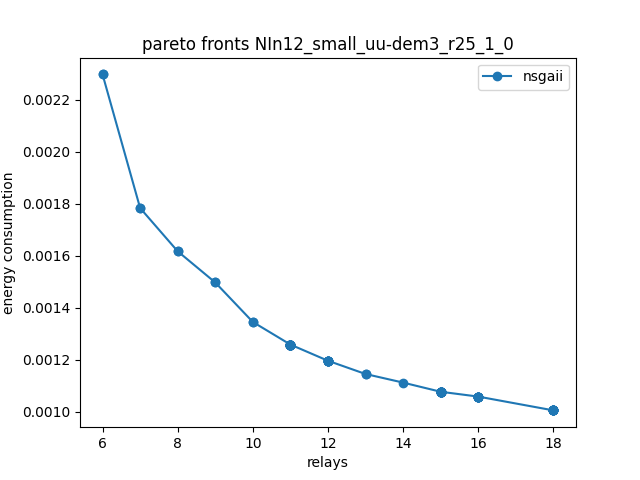 pareto fronts NIn12_small_uu-dem3_r25_1_0
nsgaii
energy consumption
0.0022
0.0020
0.0018
0.0016
0.0014
0.0012
0.0010
6 8 10 12 14 16 18
relays